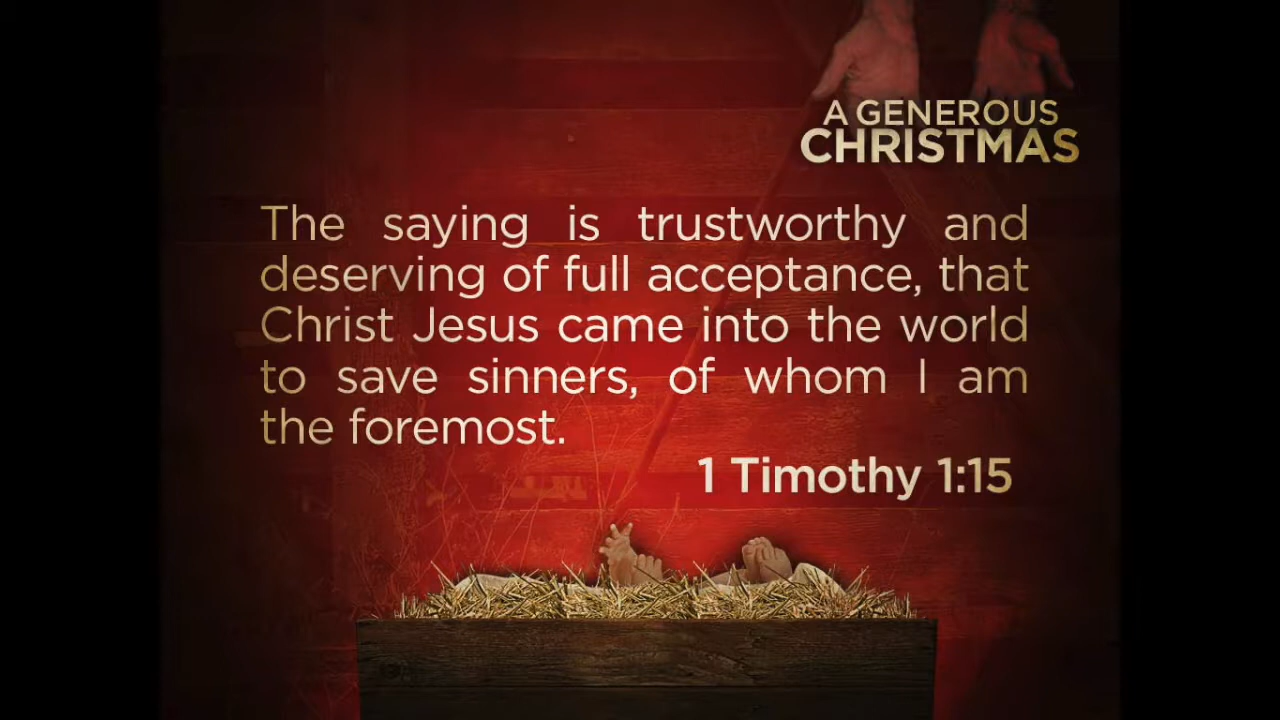 A GENEROUS
CHRISTMAS
The saying is trustworthy and
deserving of full acceptance, that
Christ Jesus came into the world
to save sinners, of whom I am
the foremost.
1 Timothy 1:15